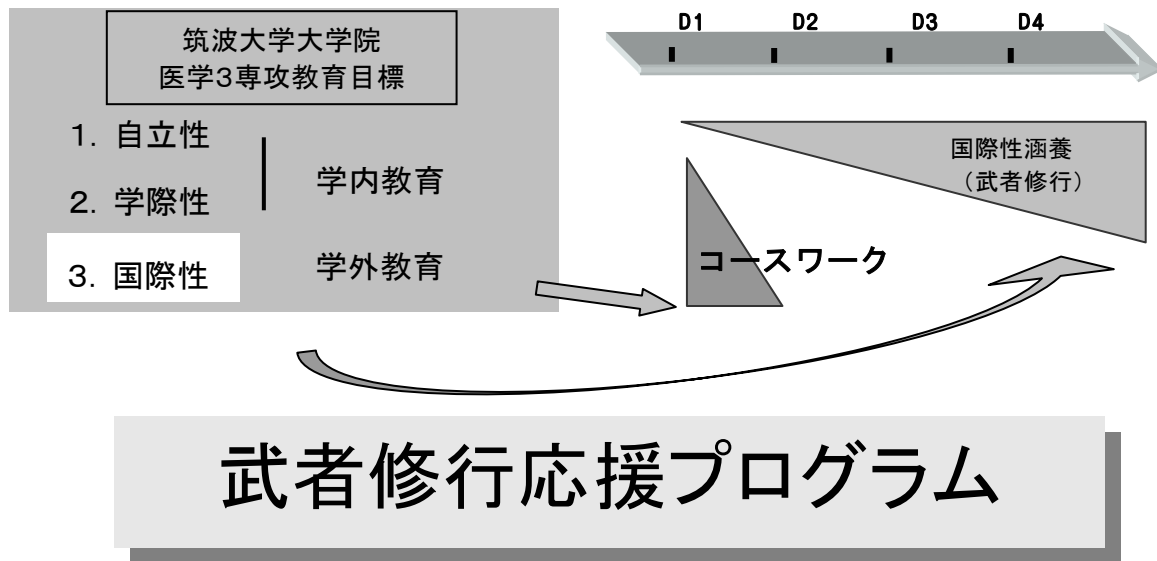 筑波大学大学院
医学3専攻教育目標
1. 自立性
2. 学際性
学内教育
3. 国際性
学外教育
D1 D2 D3 D4
国際性涵養
（武者修行）
コースワーク
武者修行応援プログラム